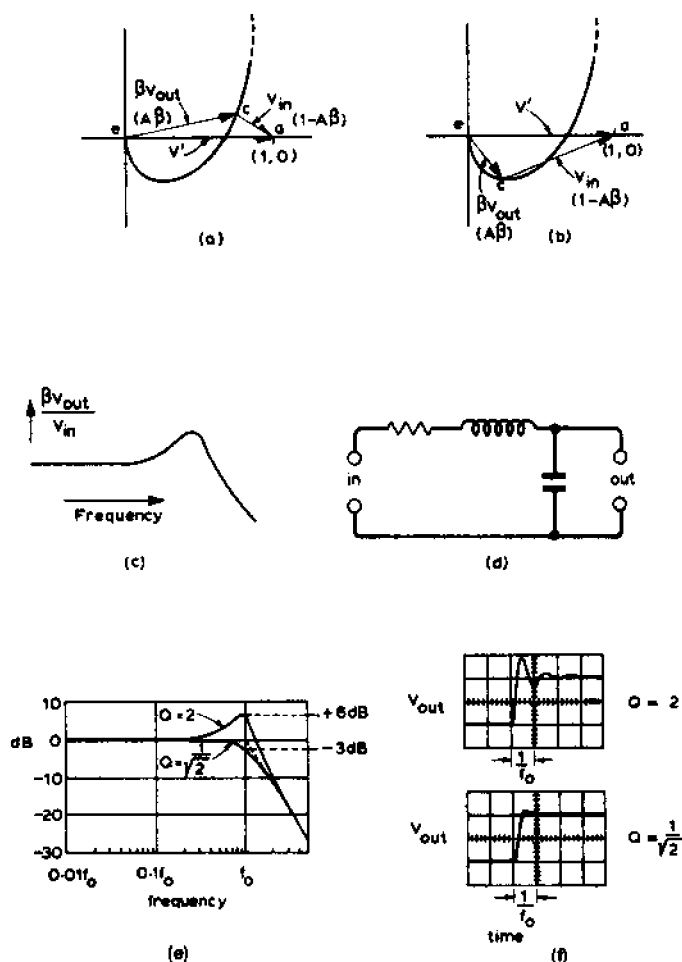 βvout
(Aβ)
Vin
(1-Aβ)
e
c
a
V'
(1,0)
(a)
V'
e
a
(1,0)
c
βvout
(Aβ)
Vin
(1-Aβ)
(b)
βvout
Vin
Frequency
(c)
in
out
(d)
10
0
dB
-10
-20
-30
Q=2
Q=√1/2
+6dB
-3dB
0·01fo
0·1fo
fo
frequency
(e)
Vout
Q = 2
1
fo
Vout
Q = 1/√2
1
fo
time
(f)